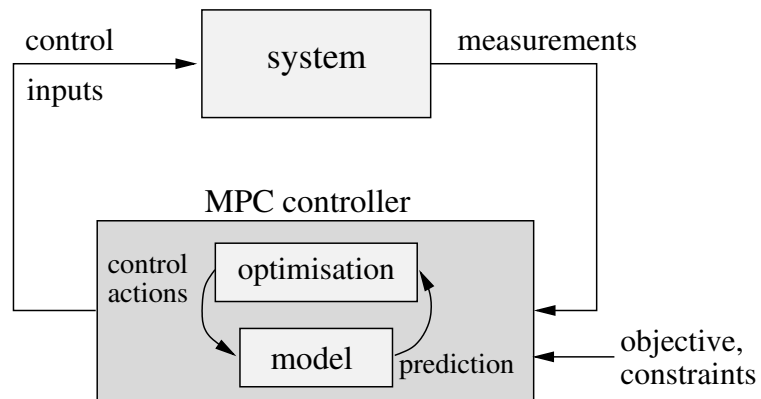 control
inputs
system
measurements
MPC controller
control
actions
optimisation
model
prediction
objective,
constraints